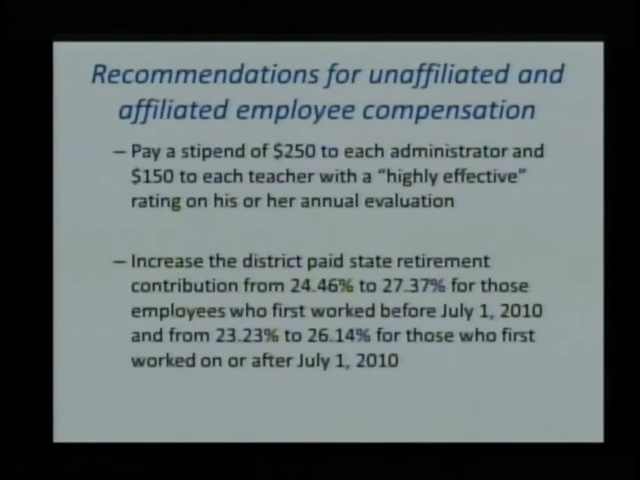 Recommendations for unaffiliated and
affiliated employee compensation
– Pay a stipend of $250 to each administrator and
$150 to each teacher with a “highly effective”
rating on his or her annual evaluation
– Increase the district paid state retirement
contribution from 24.46% to 27.37% for those
employees who first worked before July 1, 2010
and from 23.23% to 26.14% for those who first
worked on or after July 1, 2010